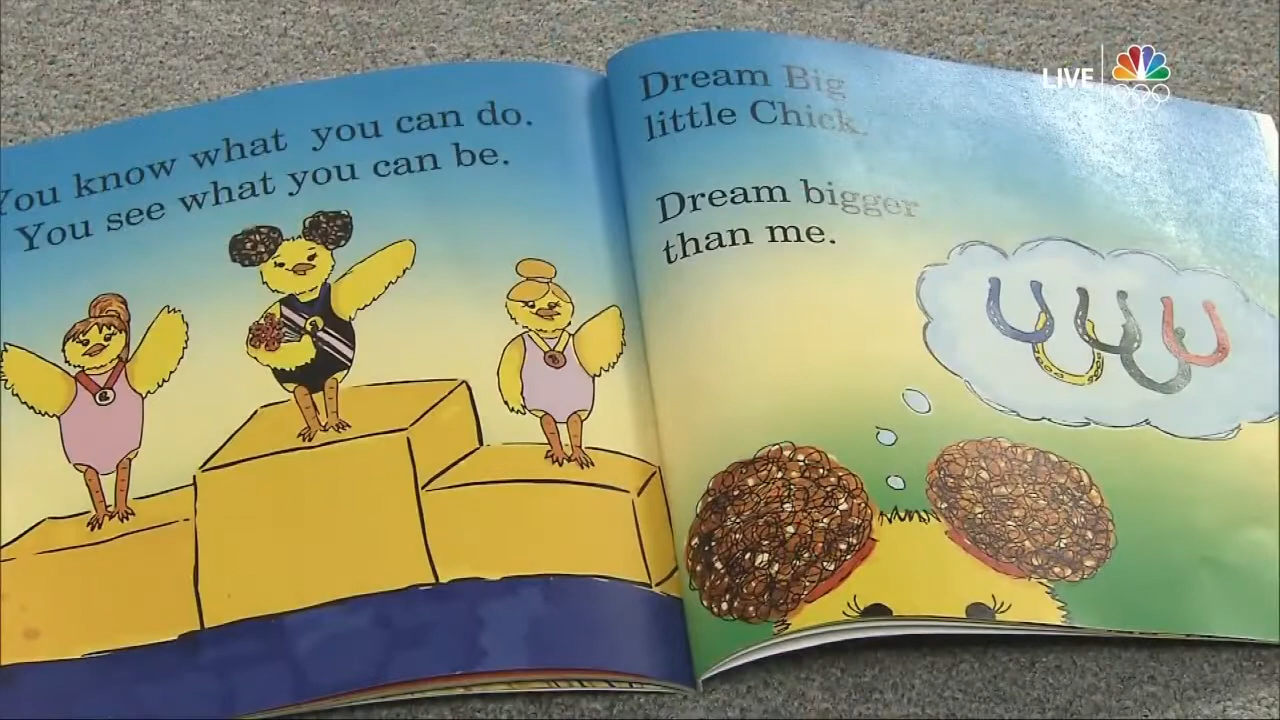 You know what you can do.
You see what you can be.
Dream Big
little Chick.
Dream bigger
than me.
LIVE